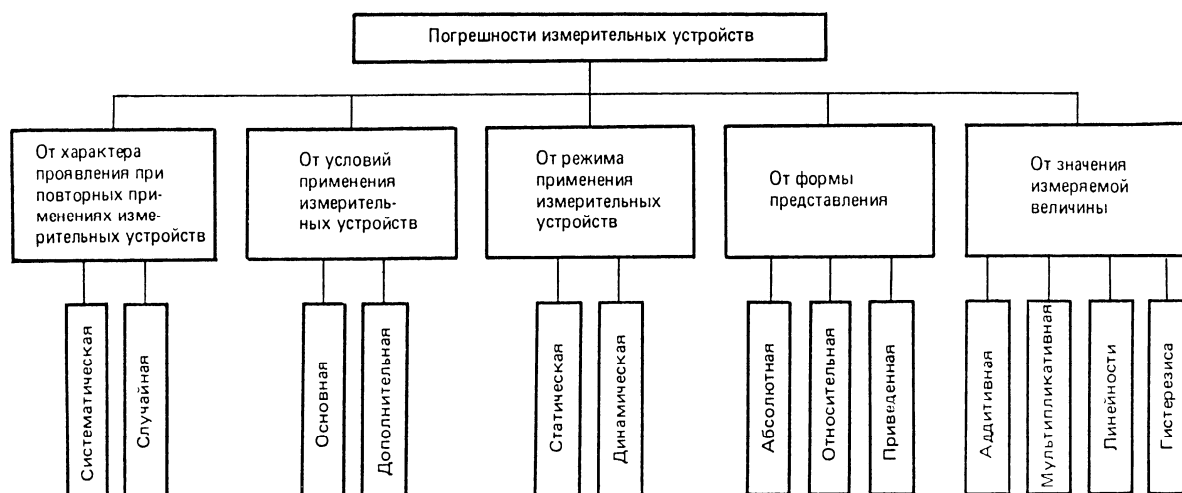 Погрешности измерительных устройств
От характера
проявления при
повторных при-
менениях изме-
рительных устройств
От условий
применения
измеритель-
ных устройств
От режима
применения
измерительных
устройств
От формы
представления
От значения
измеряемой
величины
Систематическая
Случайная
Основная
Дополнительная
Статическая
Динамическая
Абсолютная
Относительная
Приведенная
Аддитивная
Мультипликативная
Линейности
Гистерезиса